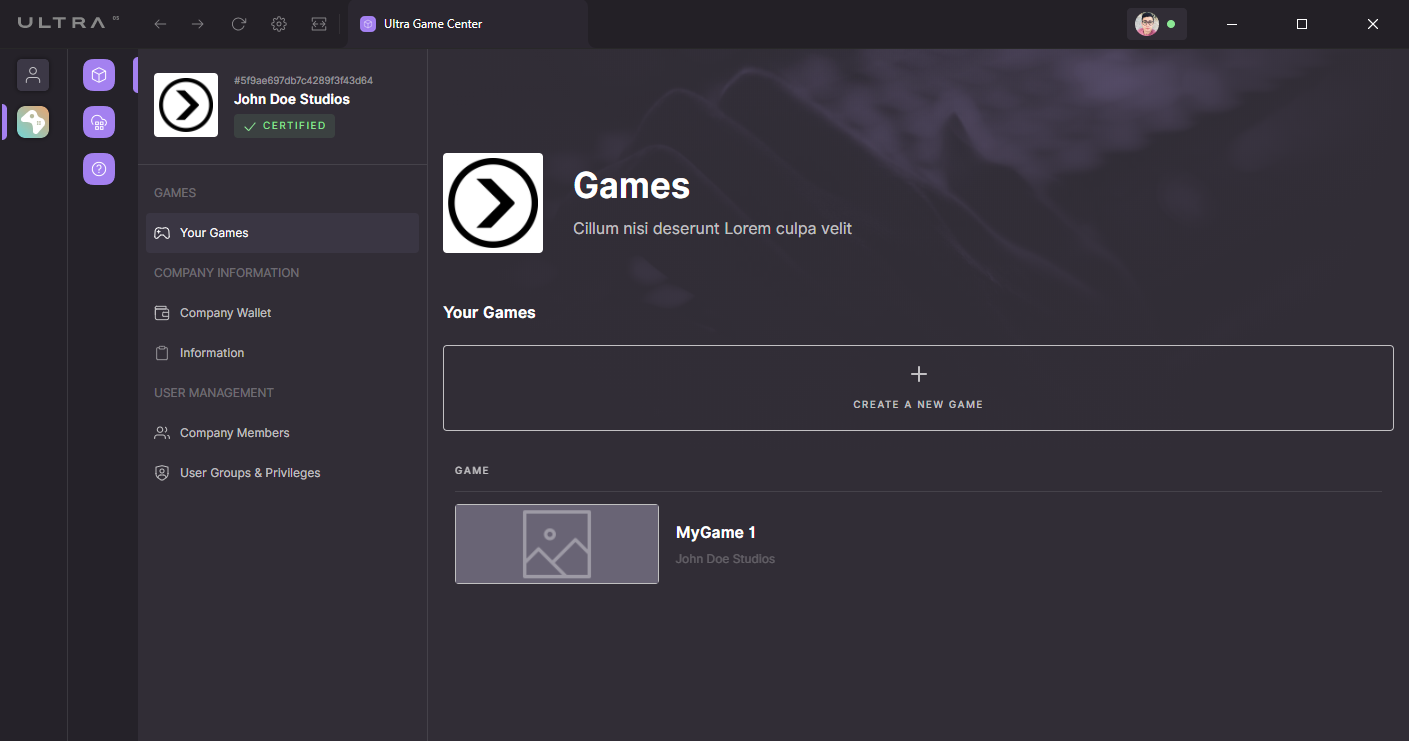 ULTRA OS
Ultra Game Center
#5f9ae697db7c4289f3f43d64
John Doe Studios
CERTIFIED
GAMES
Your Games
COMPANY INFORMATION
Company Wallet
Information
USER MANAGEMENT
Company Members
User Groups & Privileges
Games
Cillum nisi deserunt Lorem culpa velit
Your Games
CREATE A NEW GAME
GAME
MyGame 1
John Doe Studios